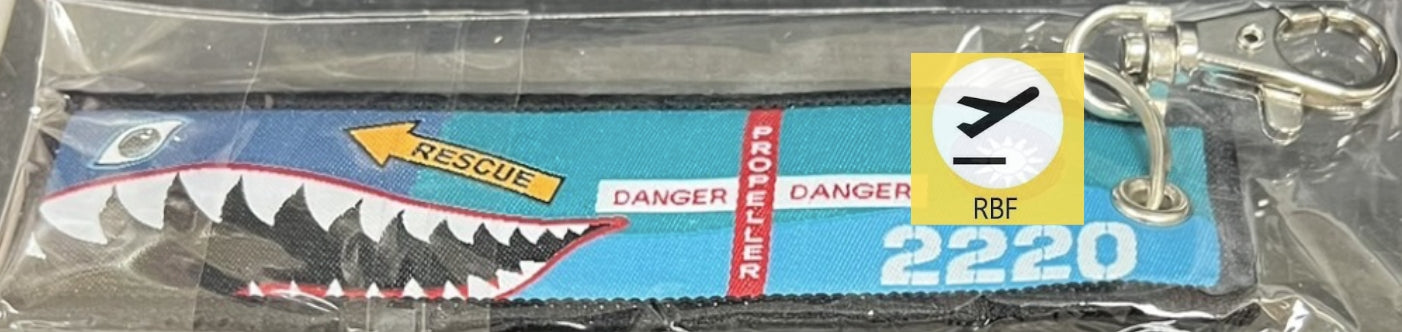 RESCUE
DANGER
PROPELLER
DANGER
RBF
2220